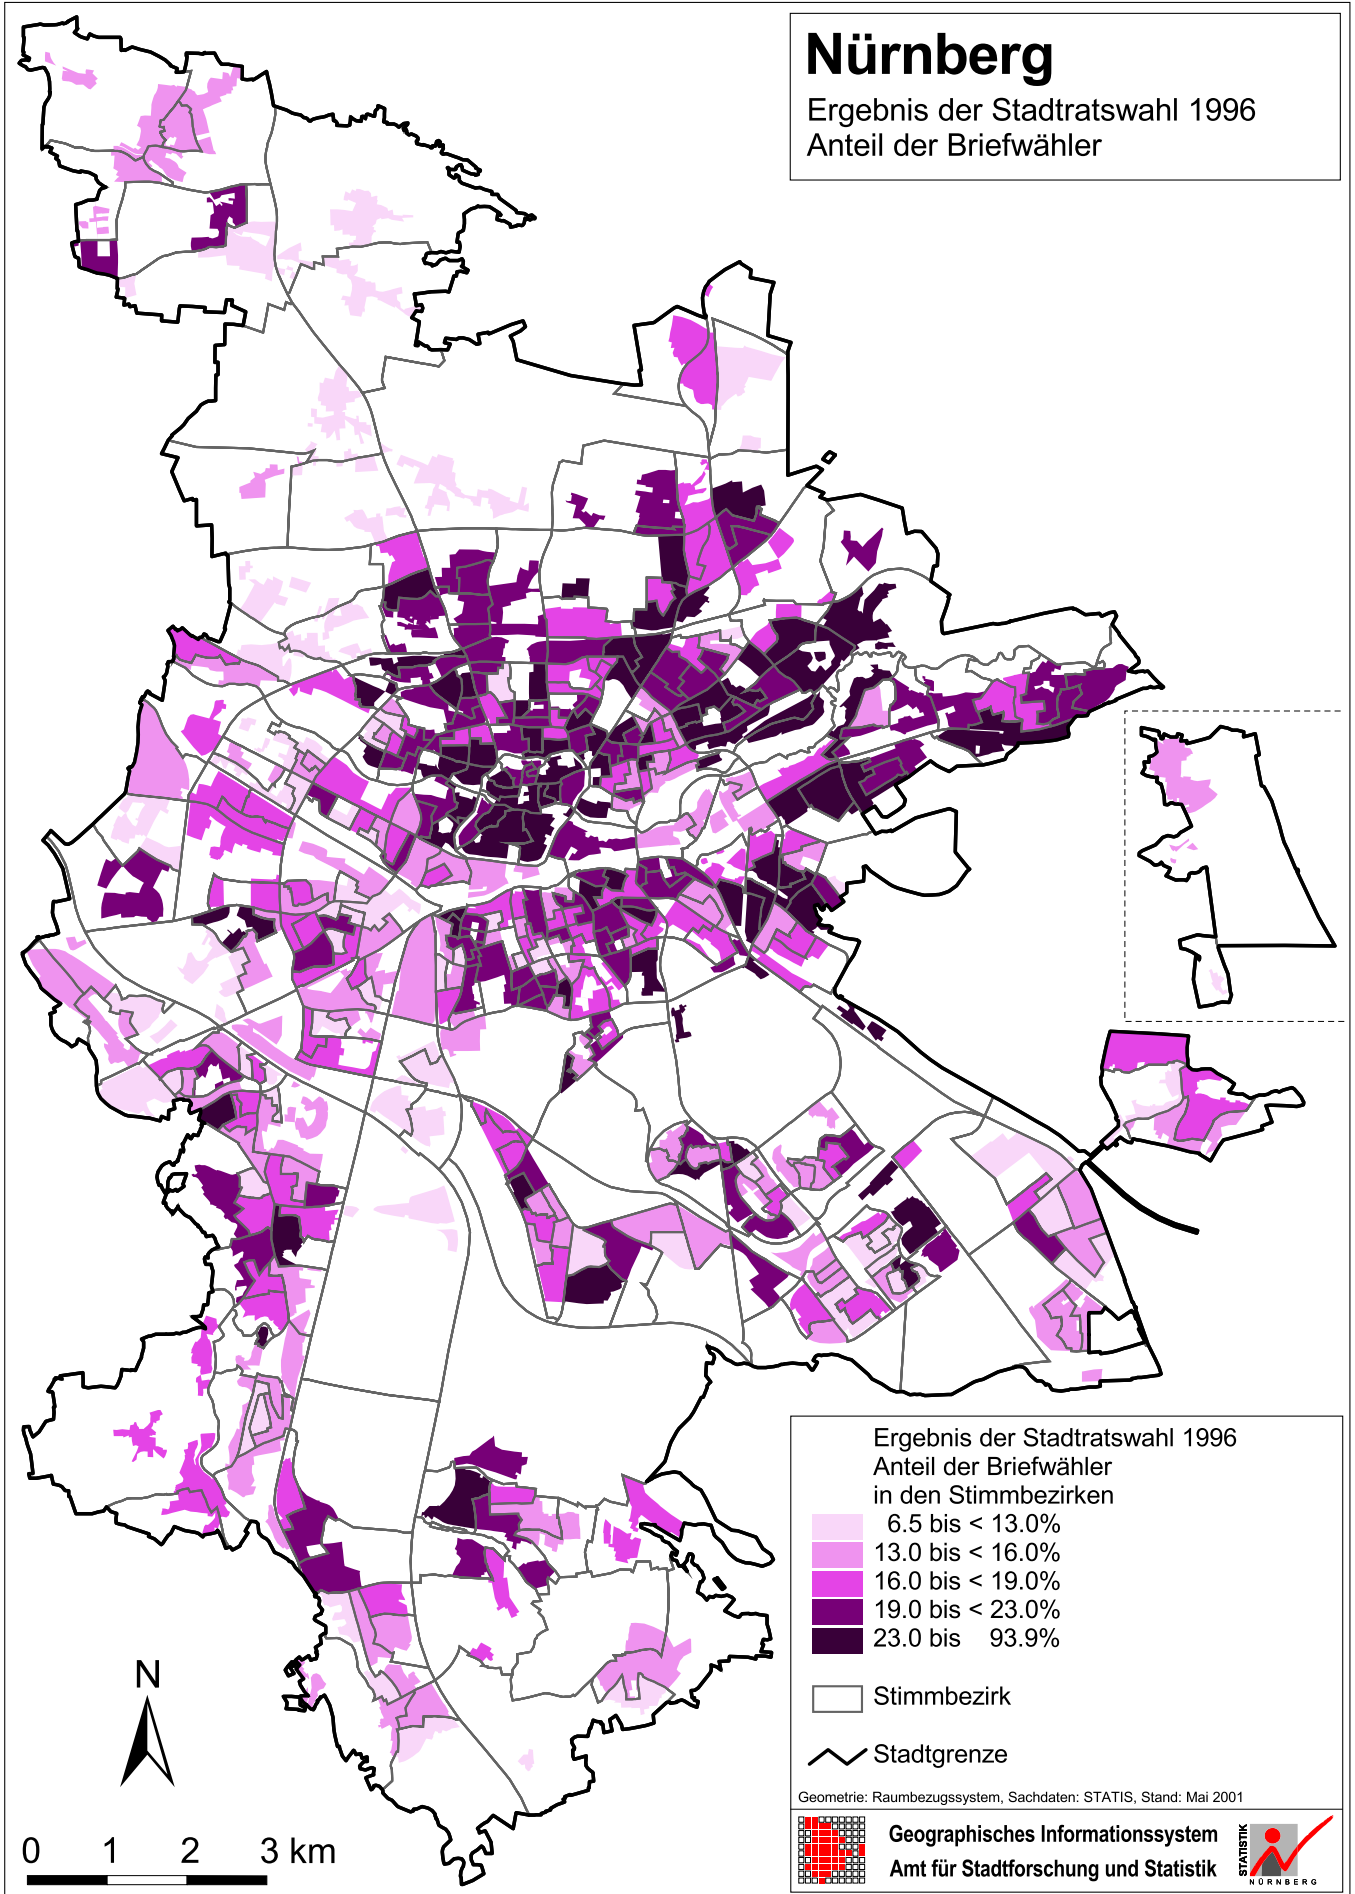 Nürnberg
Ergebnis der Stadtratswahl 1996
Anteil der Briefwähler
Ergebnis der Stadtratswahl 1996
Anteil der Briefwähler
in den Stimmbezirken
6.5 bis < 13.0%
13.0 bis < 16.0%
16.0 bis < 19.0%
19.0 bis < 23.0%
23.0 bis 93.9%
Stimmbezirk
Stadtgrenze
Geometrie: Raumbezugssystem, Sachdaten: STATIS, Stand: Mai 2001
Geographisches Informationssystem
Amt für Stadtforschung und Statistik
STATISTIK
NÜRNBERG
N
0 1 2 3 km